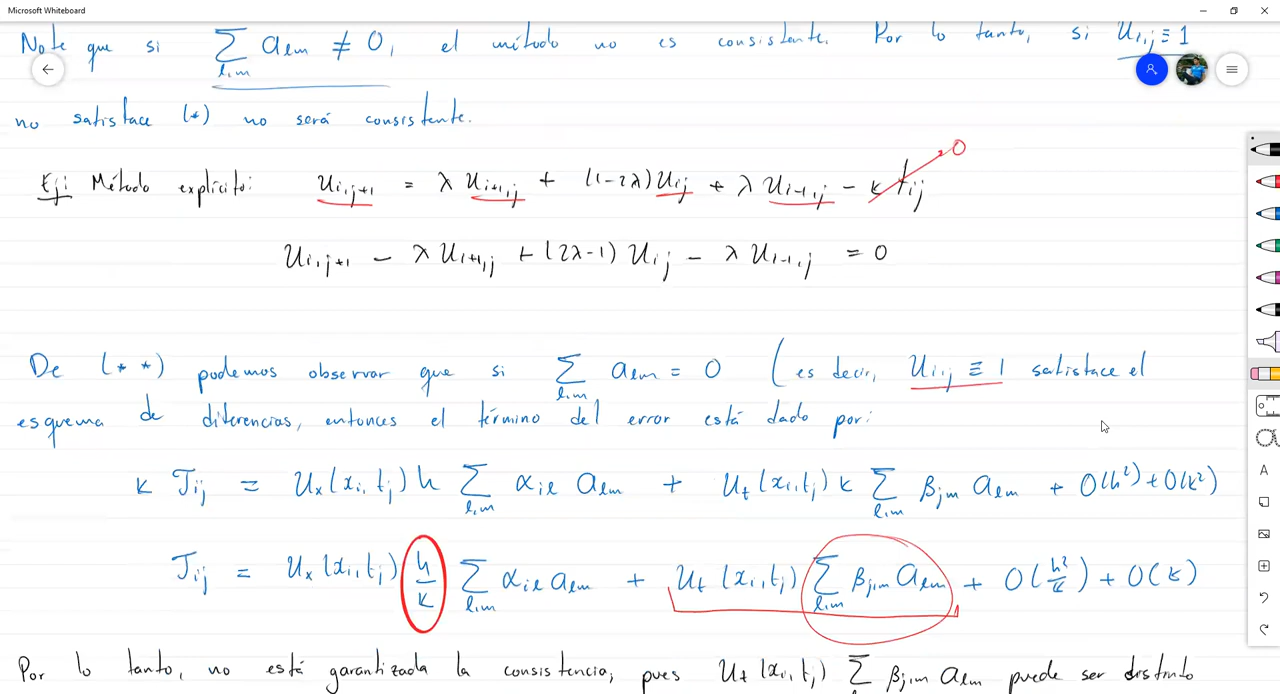 Microsoft Whiteboard
Note que si ∑_{l,m} a_{lm} ≠ 0, el método no es consistente. Por lo tanto, si U_{i,j} ≡ 1
no satisface (*) no será consistente.
Ej: Método explícito: U_{i,j+1} = λ U_{i+1,j} + (1-2λ) U_{ij} + λ U_{i-1,j} - k f_{ij} 0
U_{i,j+1} - λ U_{i+1,j} + (2λ-1) U_{ij} - λ U_{i-1,j} = 0
De (**) podemos observar que si ∑_{l,m} a_{lm} = 0 (es decir, U_{i,j} ≡ 1 satisface el
esquema de diferencias, entonces el término del error está dado por:
k T_{ij} = U_x(x_i,t_j) h ∑_{l,m} α_{il} a_{lm} + U_t(x_i,t_j) k ∑_{l,m} β_{jm} a_{lm} + O(h²) + O(k²)
T_{ij} = U_x(x_i,t_j) h/k ∑_{l,m} α_{il} a_{lm} + U_t(x_i,t_j) ∑_{l,m} β_{jm} a_{lm} + O(h²/k) + O(k)
Por lo tanto, no está garantizada la consistencia, pues U_t(x_i,t_j) ∑_{l,m} β_{jm} a_{lm} puede ser distinto
A